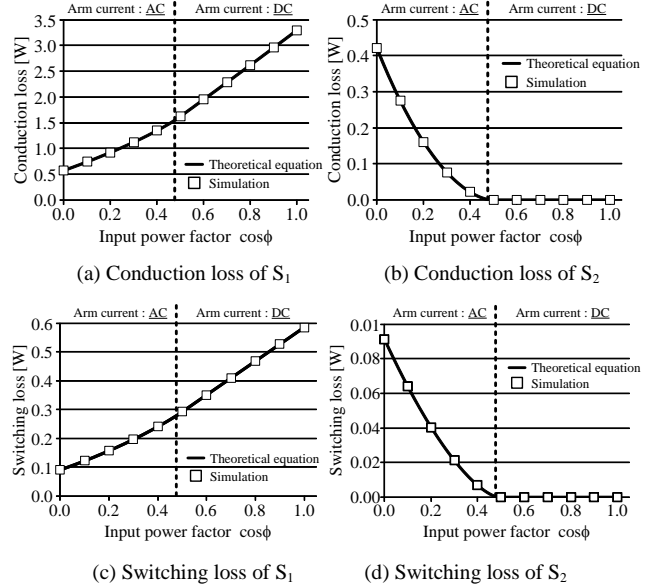 Arm current : AC Arm current : DC
Conduction loss [W]
3.5
3.0
2.5
2.0
1.5
1.0
0.5
0.0
Theoretical equation
Simulation
0.0 0.2 0.4 0.6 0.8 1.0
Input power factor cosϕ
(a) Conduction loss of S1
Arm current : AC Arm current : DC
Conduction loss [W]
0.5
0.4
0.3
0.2
0.1
0.0
Theoretical equation
Simulation
0.0 0.2 0.4 0.6 0.8 1.0
Input power factor cosϕ
(b) Conduction loss of S2
Arm current : AC Arm current : DC
Switching loss [W]
0.6
0.5
0.4
0.3
0.2
0.1
0.0
Theoretical equation
Simulation
0.0 0.2 0.4 0.6 0.8 1.0
Input power factor cosϕ
(c) Switching loss of S1
Arm current : AC Arm current : DC
Switching loss [W]
0.01
0.08
0.06
0.04
0.02
0.00
Theoretical equation
Simulation
0.0 0.2 0.4 0.6 0.8 1.0
Input power factor cosϕ
(d) Switching loss of S2